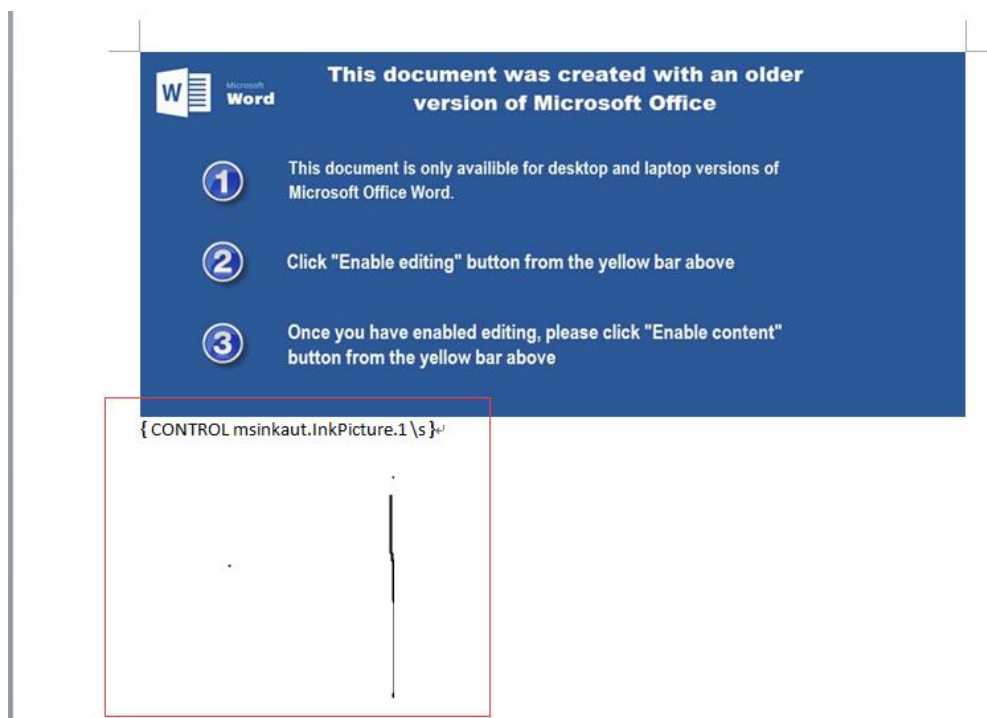 W
Microsoft
Word
This document was created with an older
version of Microsoft Office
1
This document is only availible for desktop and laptop versions of
Microsoft Office Word.
2
Click "Enable editing" button from the yellow bar above
3
Once you have enabled editing, please click "Enable content"
button from the yellow bar above
{ CONTROL msinkaut.InkPicture.1 \s }↵